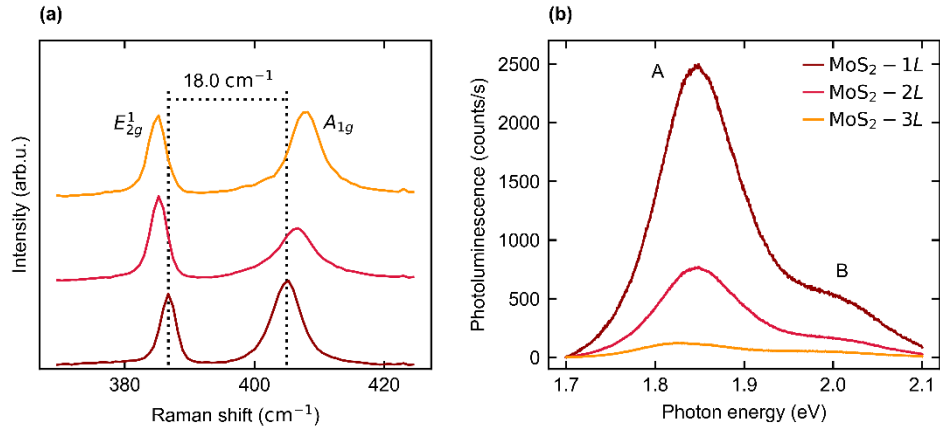 (a)
18.0 cm⁻¹
E¹₂g
A₁g
Intensity (arb.u.)
380
400
420
Raman shift (cm⁻¹)
(b)
A
B
MoS₂ − 1L
MoS₂ − 2L
MoS₂ − 3L
Photoluminescence (counts/s)
2500
2000
1500
1000
500
0
1.7
1.8
1.9
2.0
2.1
Photon energy (eV)